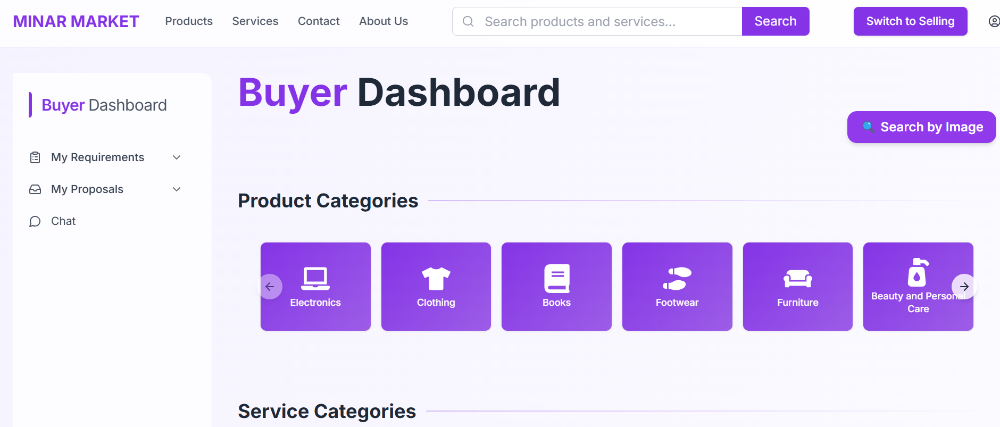 MINAR MARKET
Products
Services
Contact
About Us
Search products and services...
Search
Switch to Selling
Buyer Dashboard
My Requirements
My Proposals
Chat
Buyer Dashboard
Search by Image
Product Categories
Electronics
Clothing
Books
Footwear
Furniture
Beauty and Personal
Care
Service Categories